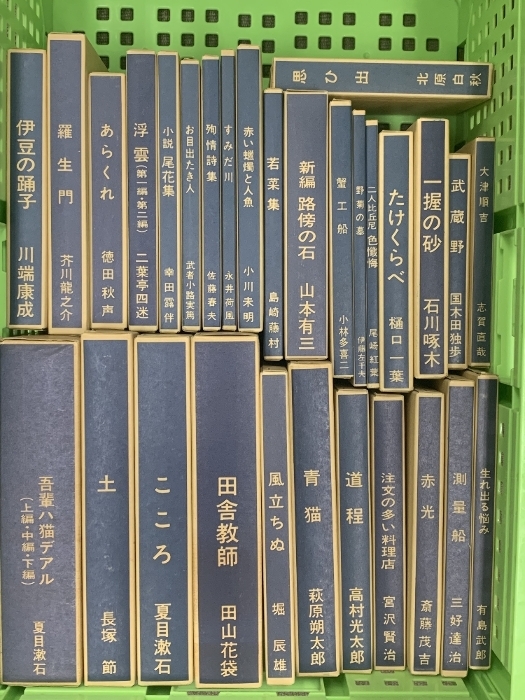 思ひ出 北原白秋
伊豆の踊子 川端康成
羅生門 芥川龍之介
あらくれ 徳田秋声
浮雲(第一編・第二編) 二葉亭四迷
小説 尾花集 幸田露伴
お目出たき人 武者小路実篤
殉情詩集 佐藤春夫
すみだ川 永井荷風
赤い蝋燭と人魚 小川未明
若菜集 島崎藤村
新編 路傍の石 山本有三
蟹工船 小林多喜二
野菊の墓 伊藤左千夫
二人比丘尼 色懺悔 尾崎紅葉
たけくらべ 樋口一葉
一握の砂 石川啄木
武蔵野 国木田独歩
大津順吉 志賀直哉
吾輩ハ猫デアル
(上編・中編・下編)
夏目漱石
土 長塚節
こころ 夏目漱石
田舎教師 田山花袋
風立ちぬ 堀辰雄
青猫 萩原朔太郎
道程 高村光太郎
注文の多い料理店 宮沢賢治
赤光 斎藤茂吉
測量船 三好達治
生れ出る悩み 有島武郎